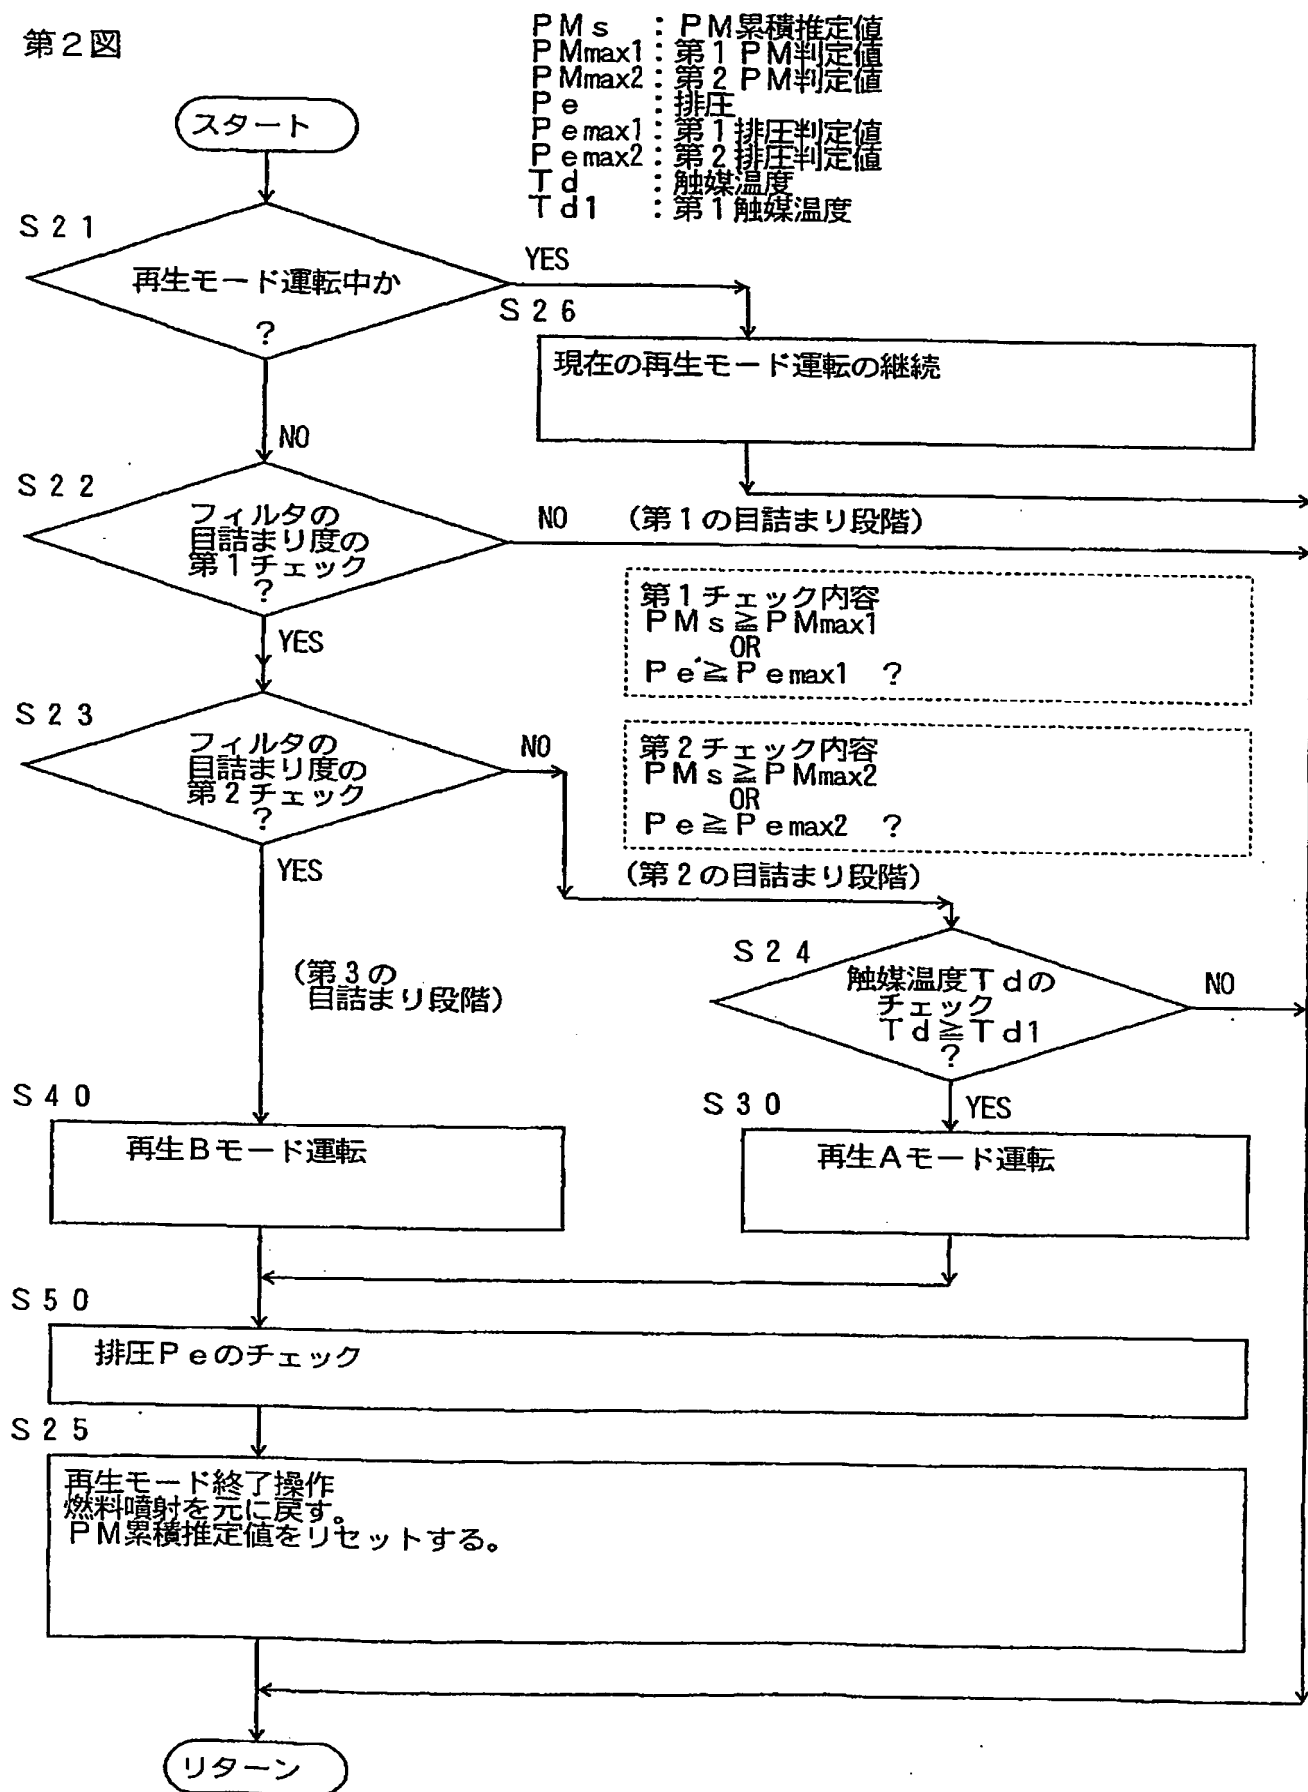 第2図
PMs : PM累積推定値
PMmax1 : 第1PM判定値
PMmax2 : 第2PM判定値
Pe : 排圧
Pemax1 : 第1排圧判定値
Pemax2 : 第2排圧判定値
Td : 触媒温度
Td1 : 第1触媒温度
スタート
S21
再生モード運転中か
?
YES
S26
現在の再生モード運転の継続
NO
S22
フィルタの
目詰まり度の
第1チェック
?
NO (第1の目詰まり段階)
YES
第1チェック内容
PMs≧PMmax1
OR
Pe≧Pemax1 ?
S23
フィルタの
目詰まり度の
第2チェック
?
NO
第2チェック内容
PMs≧PMmax2
OR
Pe≧Pemax2 ?
YES
(第2の目詰まり段階)
(第3の
目詰まり段階)
S24
触媒温度Tdの
チェック
Td≧Td1
?
NO
YES
S40
再生Bモード運転
S30
再生Aモード運転
S50
排圧Peのチェック
S25
再生モード終了操作
燃料噴射を元に戻す。
PM累積推定値をリセットする。
リターン